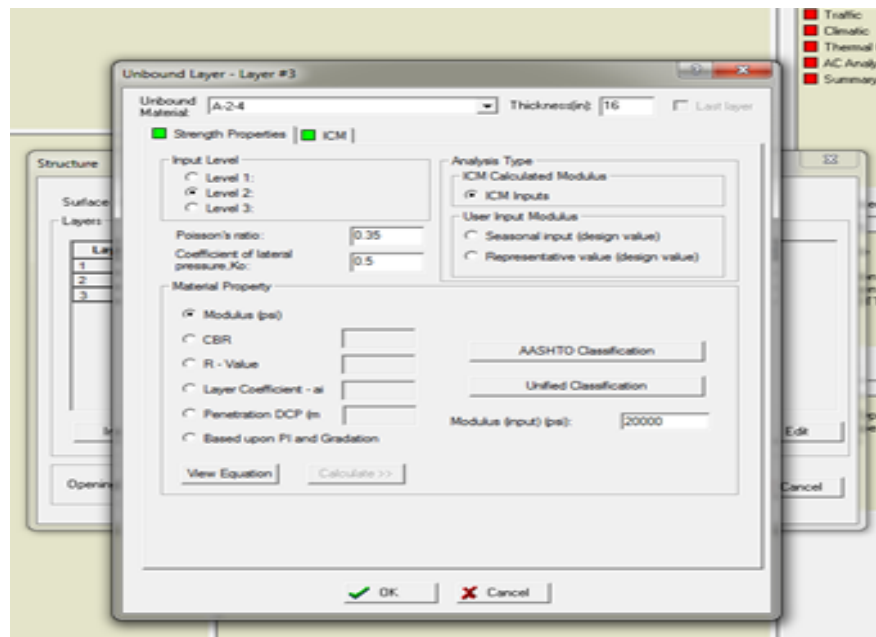 Traffic
Climatic
Thermal
AC Analy
Summary
Unbound Layer - Layer #3
Unbound Material: A-2-4 Thickness(in): 16 Last layer
Strength Properties ICM
Input Level
Level 1:
Level 2:
Level 3:
Poisson's ratio: 0.35
Coefficient of lateral pressure,Ko: 0.5
Analysis Type
ICM Calculated Modulus
ICM Inputs
User Input Modulus
Seasonal input (design value)
Representative value (design value)
Material Property
Modulus (psi)
CBR
R - Value
Layer Coefficient - ai
Penetration DCP (m
Based upon PI and Gradation
AASHTO Classification
Unified Classification
Modulus (input) (psi): 20000
View Equation Calculate >>
OK Cancel
Structure
Surface
Layers
Lay
1
2
3
Edit
Opening
Cancel